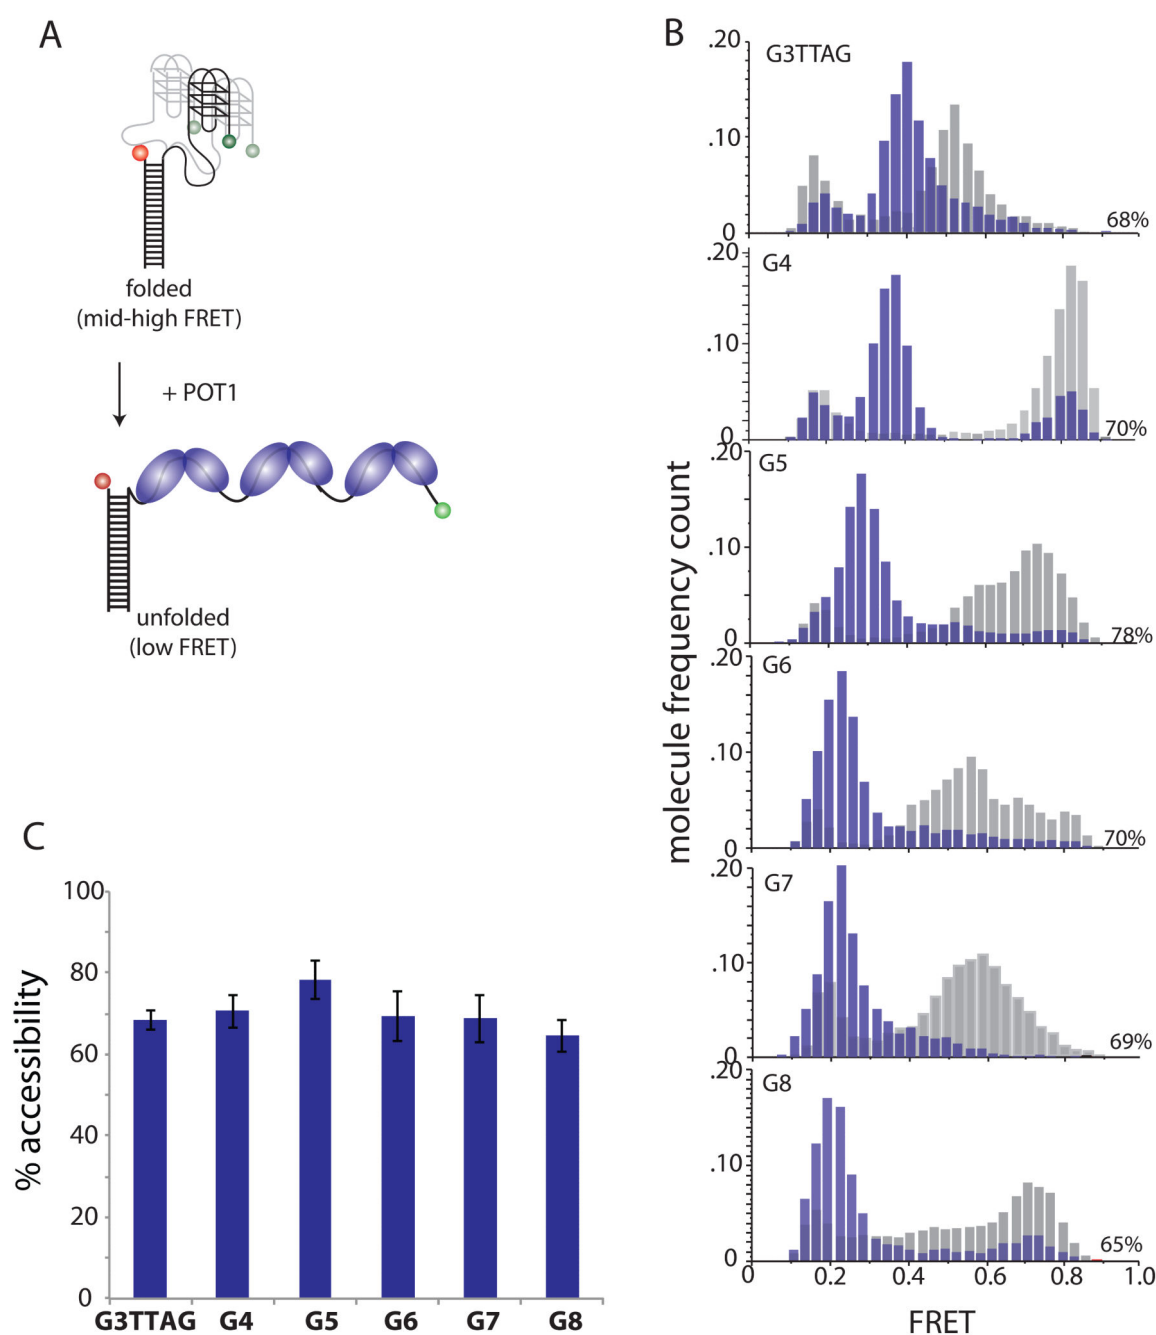 A
folded
(mid-high FRET)
+ POT1
unfolded
(low FRET)
B
molecule frequency count
.20
G3TTAG
.10
0
68%
.20
G4
.10
0
70%
.20
G5
.10
0
78%
.20
G6
.10
0
70%
.20
G7
.10
0
69%
.20
G8
.10
0
65%
0 0.2 0.4 0.6 0.8 1.0
FRET
C
% accessibility
100
80
60
40
20
0
G3TTAG G4 G5 G6 G7 G8